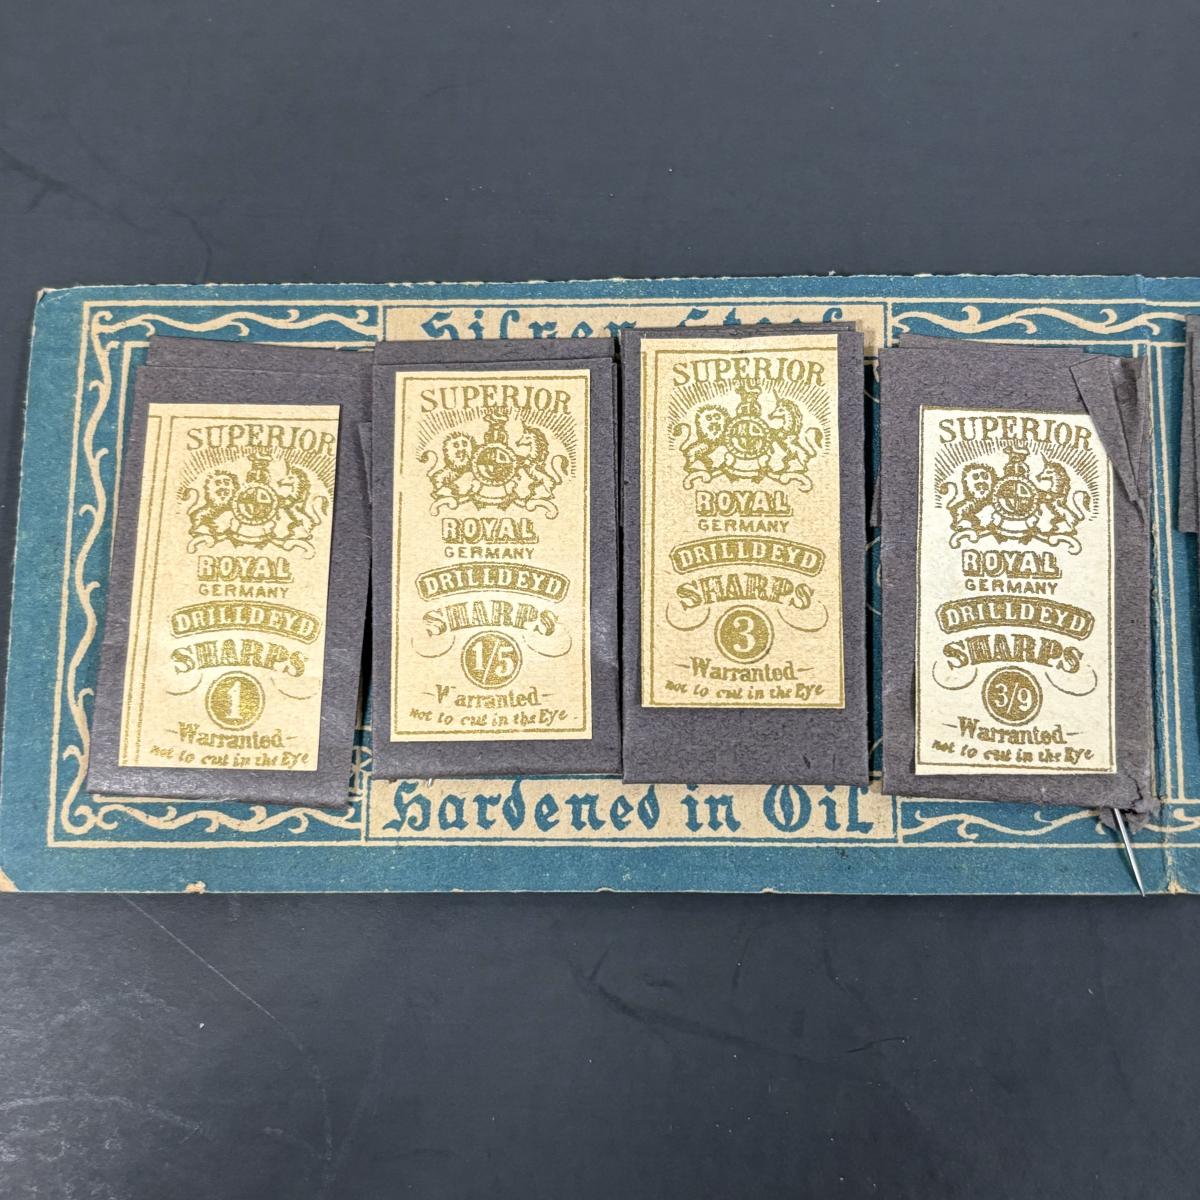 Silver Steel
SUPERIOR
ROYAL
GERMANY
DRILLDEYD
SHARPS
1
Warranted
not to cut in the Eye
SUPERIOR
ROYAL
GERMANY
DRILLDEYD
SHARPS
1/5
Warranted
not to cut in the Eye
SUPERIOR
ROYAL
GERMANY
DRILLDEYD
SHARPS
3
Warranted
not to cut in the Eye
SUPERIOR
ROYAL
GERMANY
DRILLDEYD
SHARPS
3/9
Warranted
not to cut in the Eye
Hardened in Oil